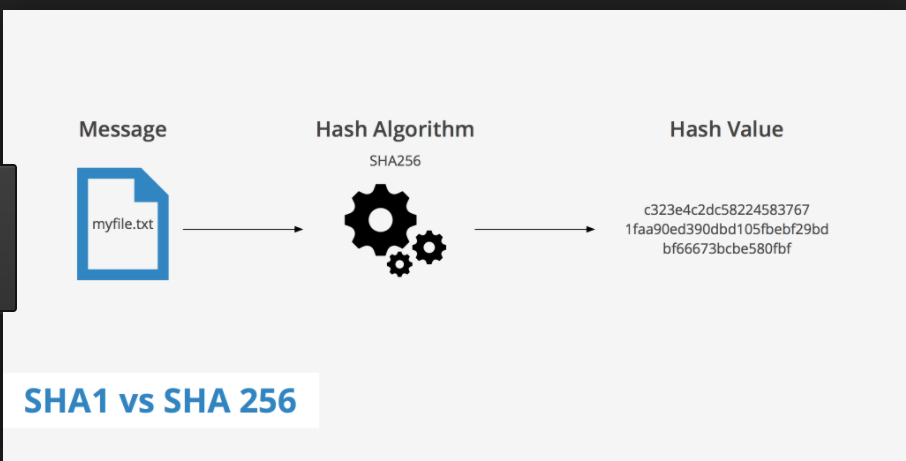 Message
Hash Algorithm
Hash Value
SHA256
myfile.txt
c323e4c2dc58224583767
1faa90ed390dbd105fbebf29bd
bf66673bcbe580fbf
SHA1 vs SHA 256